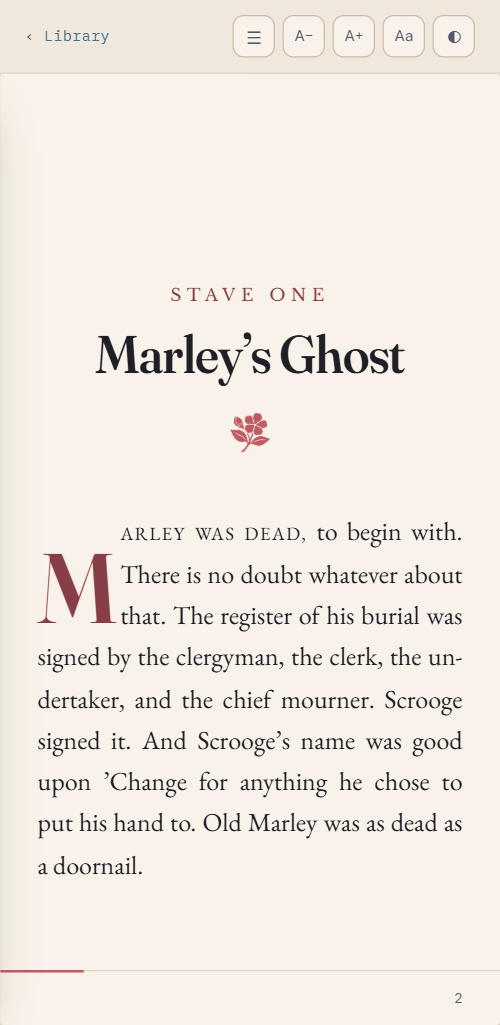 ‹ Library
☰ A− A+ Aa ◐
STAVE ONE
Marley’s Ghost
MARLEY WAS DEAD, to begin with.
There is no doubt whatever about
that. The register of his burial was
signed by the clergyman, the clerk, the un-
dertaker, and the chief mourner. Scrooge
signed it. And Scrooge’s name was good
upon ’Change for anything he chose to
put his hand to. Old Marley was as dead as
a doornail.
2